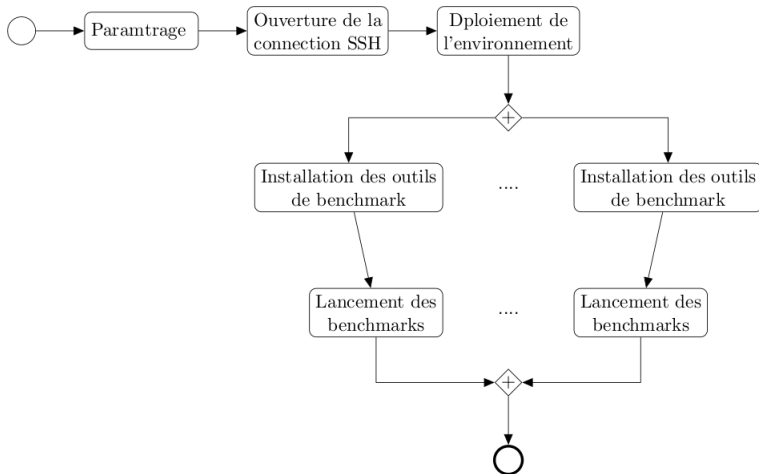 Paramtrage
Ouverture de la
connection SSH
Dploiement de
l'environnement
Installation des outils
de benchmark
....
Installation des outils
de benchmark
Lancement des
benchmarks
....
Lancement des
benchmarks